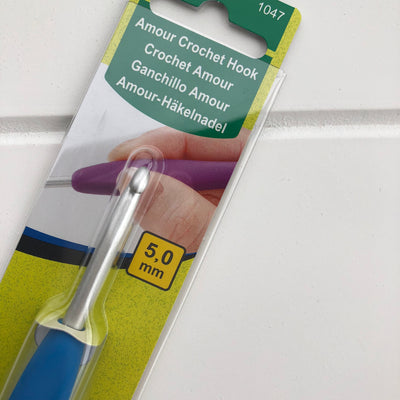 1047
Amour Crochet Hook
Crochet Amour
Ganchillo Amour
Amour-Häkelnadel
5,0
mm